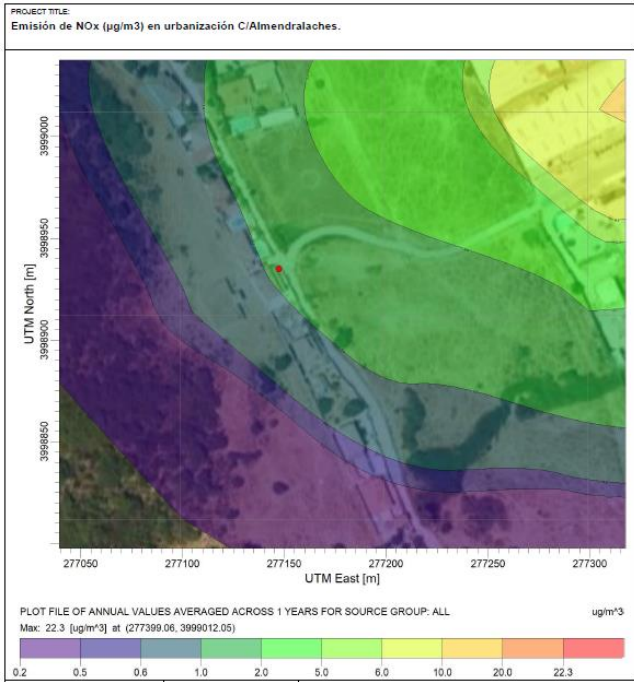 PROJECT TITLE:
Emisión de NOx (µg/m3) en urbanización C/Almendralaches.
UTM North [m]
3999000
3998950
3998900
3998850
277050 277100 277150 277200 277250 277300
UTM East [m]
PLOT FILE OF ANNUAL VALUES AVERAGED ACROSS 1 YEARS FOR SOURCE GROUP: ALL ug/m^3
Max: 22.3 [ug/m^3] at (277399.06, 3999012.05)
0.2 0.5 0.6 1.0 2.0 5.0 6.0 10.0 20.0 22.3